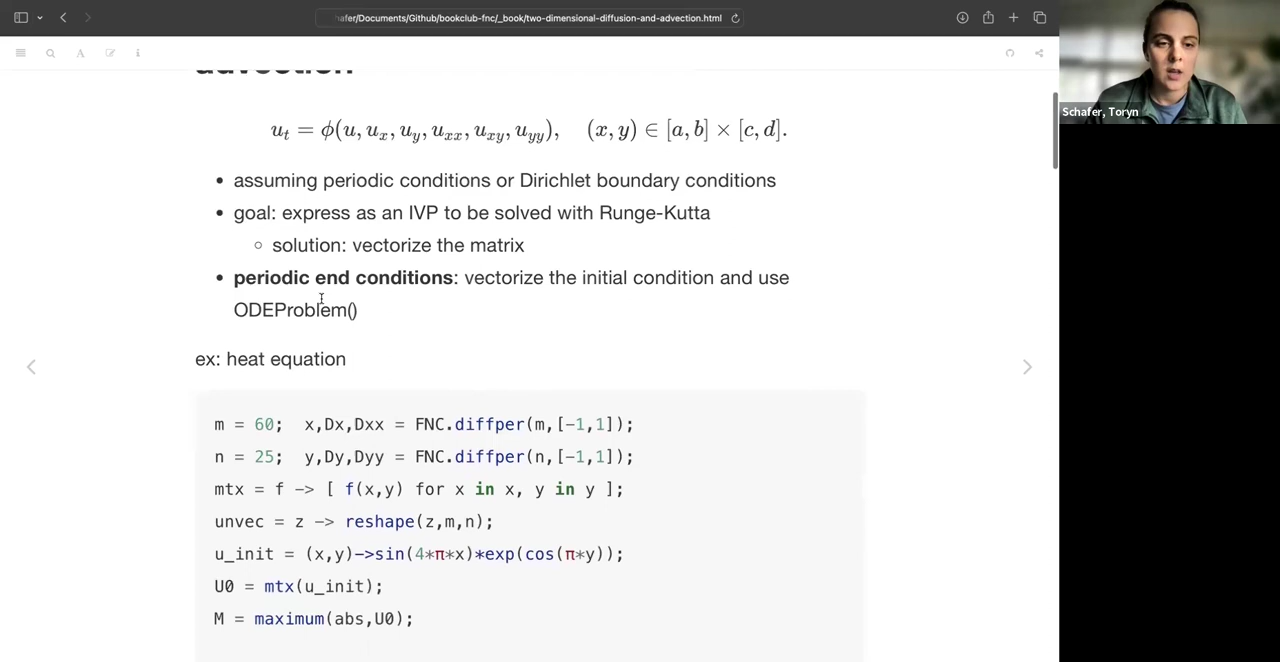 hafer/Documents/Github/bookclub-fnc/_book/two-dimensional-diffusion-and-advection.html
advection
u_t = ϕ(u, u_x, u_y, u_xx, u_xy, u_yy), (x, y) ∈ [a, b] × [c, d].
• assuming periodic conditions or Dirichlet boundary conditions
• goal: express as an IVP to be solved with Runge-Kutta
◦ solution: vectorize the matrix
• periodic end conditions: vectorize the initial condition and use
ODEProblem()
ex: heat equation
m = 60; x,Dx,Dxx = FNC.diffper(m,[-1,1]);
n = 25; y,Dy,Dyy = FNC.diffper(n,[-1,1]);
mtx = f -> [ f(x,y) for x in x, y in y ];
unvec = z -> reshape(z,m,n);
u_init = (x,y)->sin(4*π*x)*exp(cos(π*y));
U0 = mtx(u_init);
M = maximum(abs,U0);
Schafer, Toryn